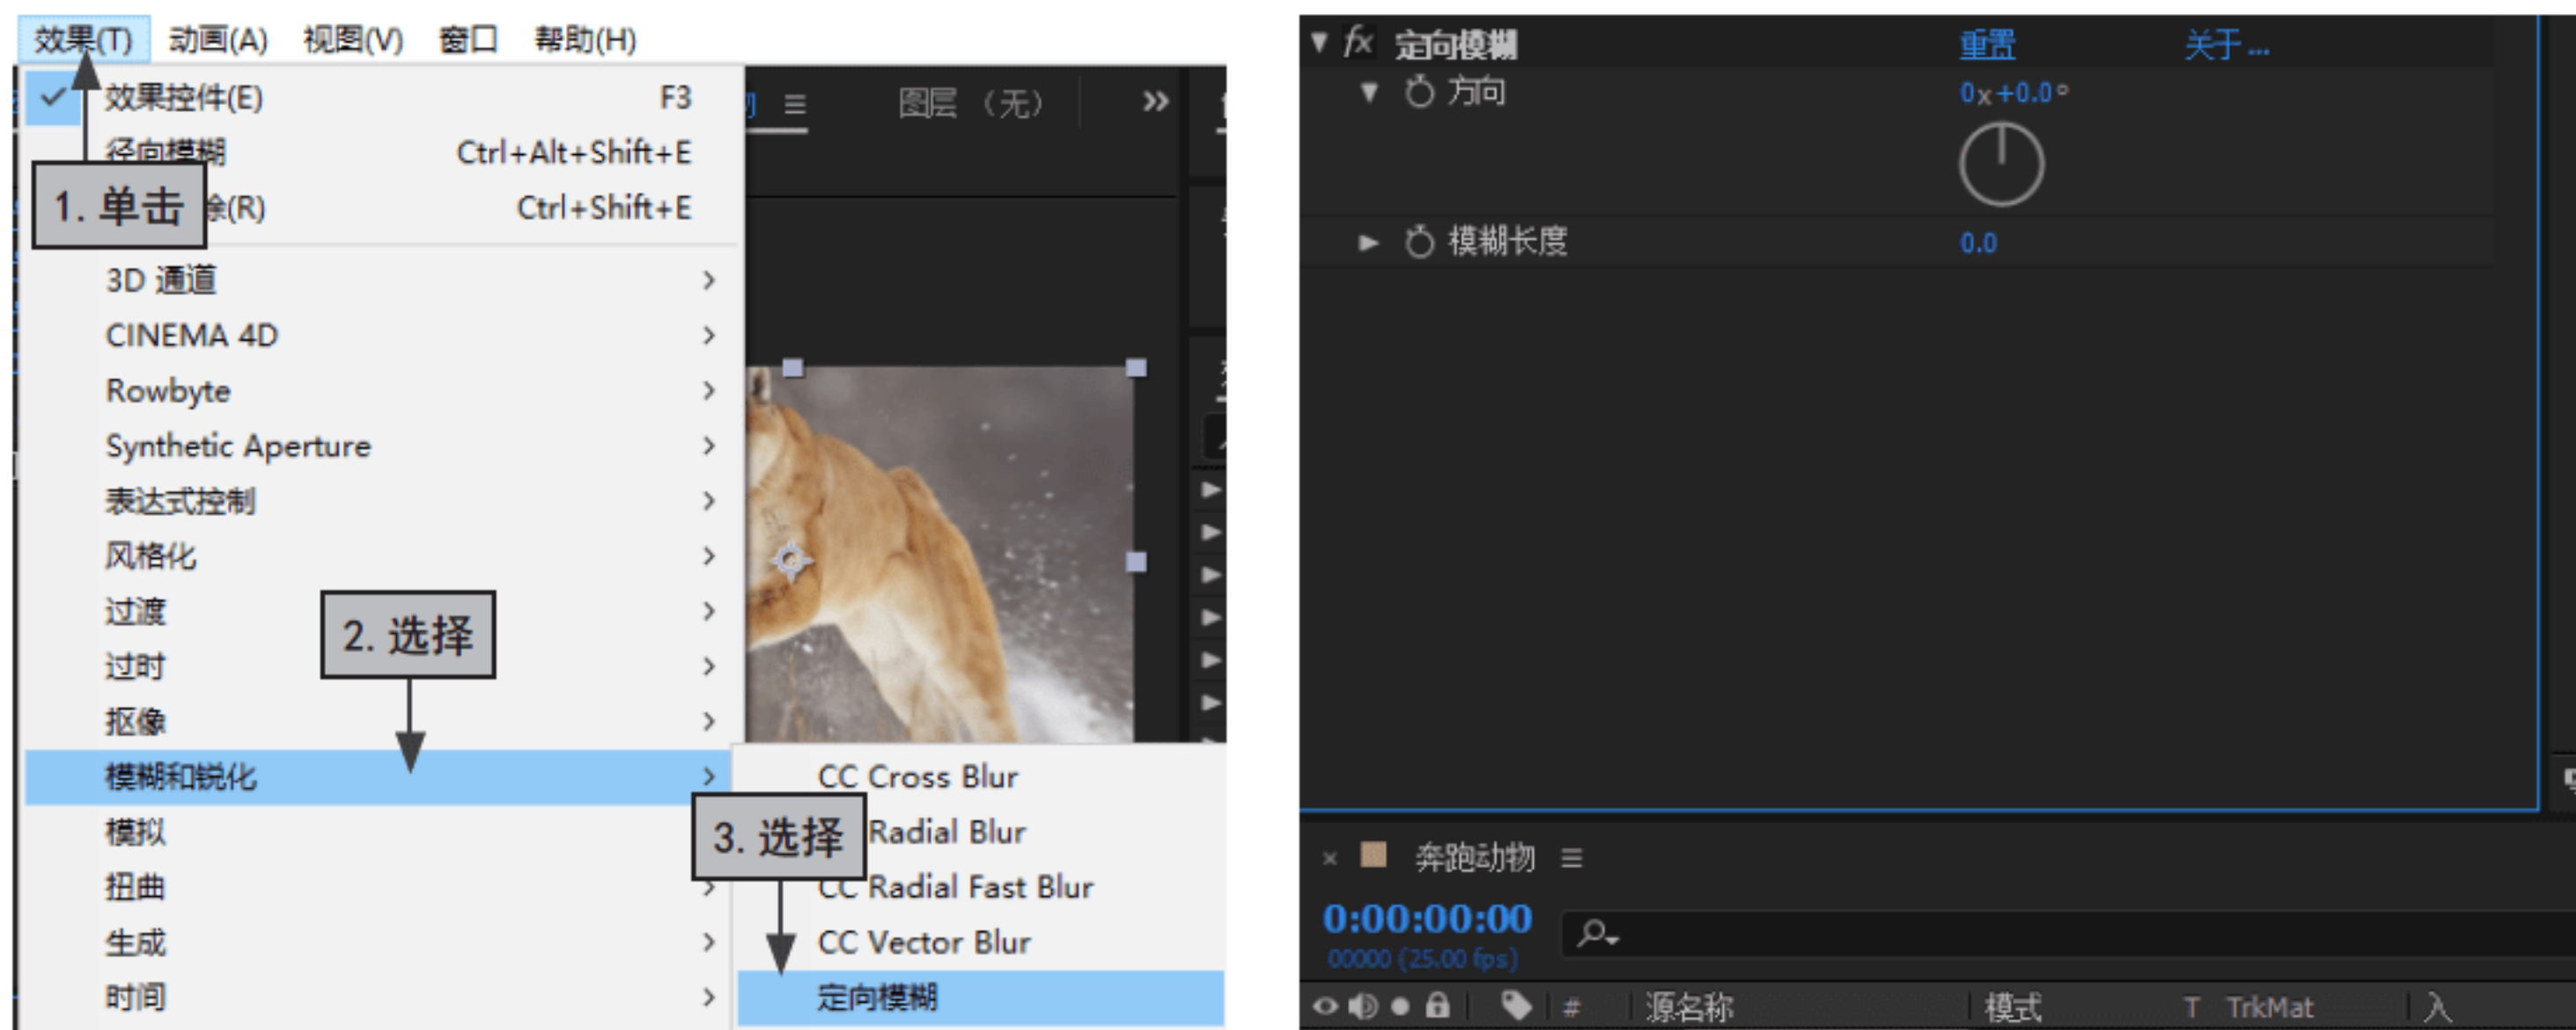 效果(T) 动画(A) 视图(V) 窗口 帮助(H)
效果控件(E) F3
径向模糊 Ctrl+Alt+Shift+E
除(R) Ctrl+Shift+E
1. 单击
3D 通道
CINEMA 4D
Rowbyte
Synthetic Aperture
表达式控制
风格化
过渡
2. 选择
过时
抠像
模糊和锐化
模拟
扭曲
生成
时间
图层 (无)
CC Cross Blur
3. 选择
Radial Blur
CC Radial Fast Blur
CC Vector Blur
定向模糊
fx 定向模糊 重置 关于...
方向 0x+0.0°
模糊长度 0.0
× 奔跑动物
0:00:00:00
00000 (25.00 fps)
# 源名称 模式 T TrkMat